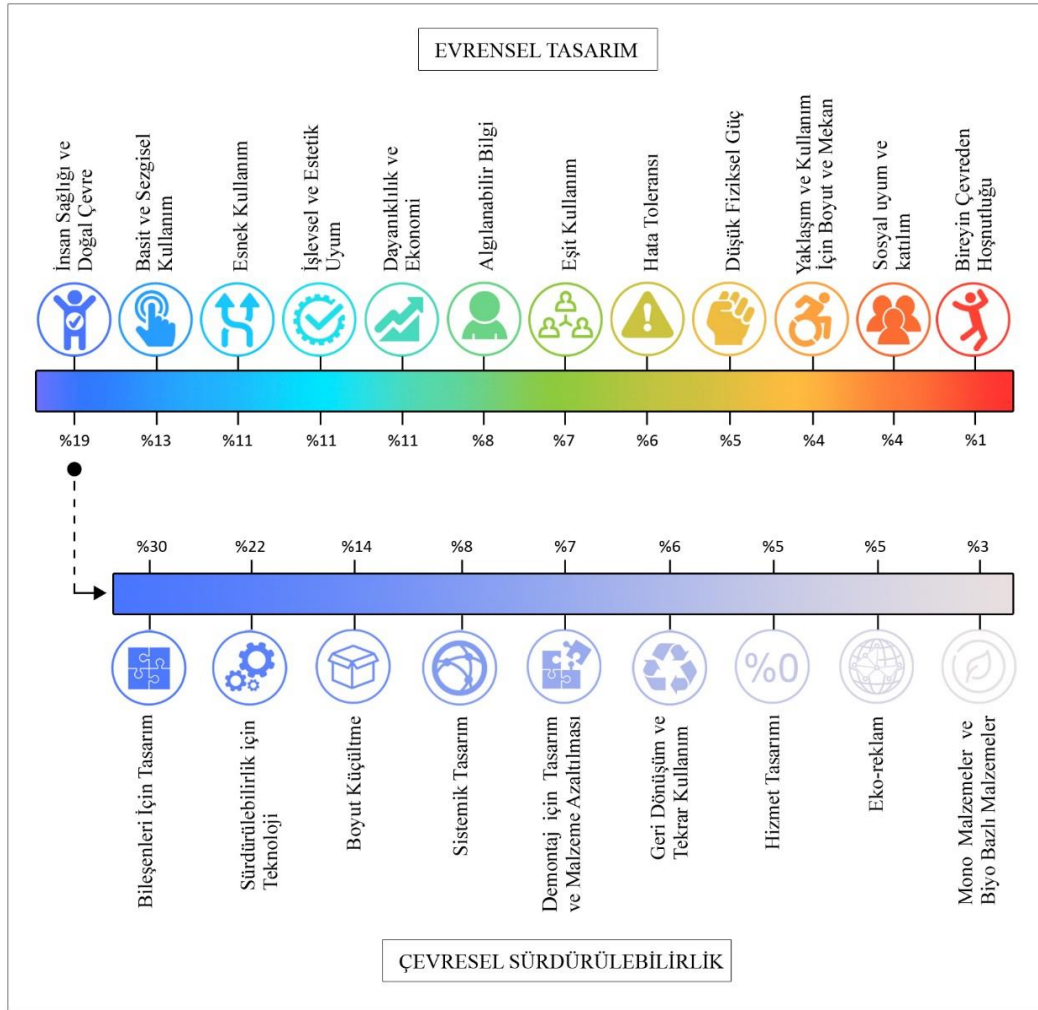 EVRENSEL TASARIM
İnsan Sağlığı ve
Doğal Çevre
Basit ve Sezgisel
Kullanım
Esnek Kullanım
İşlevsel ve Estetik
Uyum
Dayanıklılık ve
Ekonomi
Algılanabilir Bilgi
Eşit Kullanım
Hata Toleransı
Düşük Fiziksel Güç
Yaklaşım ve Kullanım
İçin Boyut ve Mekan
Sosyal uyum ve
katılım
Bireyin Çevreden
Hoşnutluğu
%19
%13
%11
%11
%11
%8
%7
%6
%5
%4
%4
%1
%30
%22
%14
%8
%7
%6
%5
%5
%3
%0
Bileşenleri İçin Tasarım
Sürdürülebilirlik için
Teknoloji
Boyut Küçültme
Sistemik Tasarım
Demontaj için Tasarım
ve Malzeme Azaltılması
Geri Dönüşüm ve
Tekrar Kullanım
Hizmet Tasarımı
Eko-reklam
Mono Malzemeler ve
Biyo Bazlı Malzemeler
ÇEVRESEL SÜRDÜRÜLEBİLİRLİK